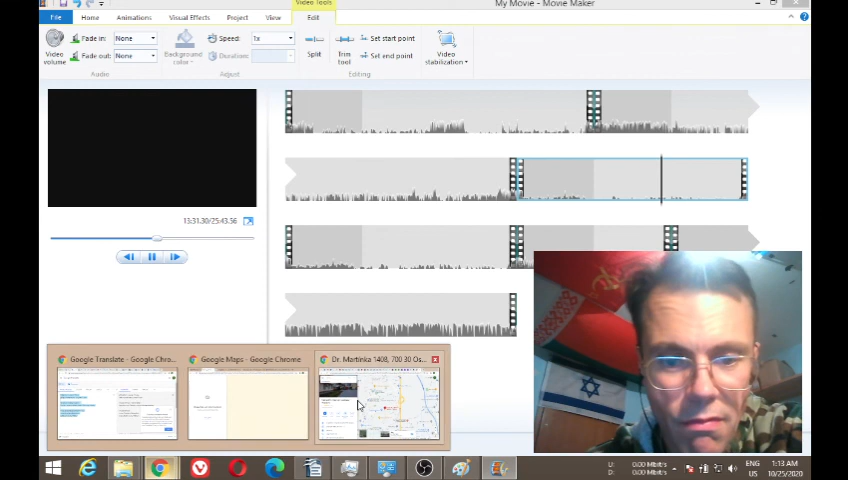 My Movie - Movie Maker
Video Tools
File Home Animations Visual Effects Project View Edit
Fade in: None
Fade out: None
Video volume
Audio
Background color
Speed: 1x
Duration:
Adjust
Split
Trim tool
Set start point
Set end point
Editing
Video stabilization
13:31.30/25:43.56
Google Translate - Google Chro...
Google Maps - Google Chrome
Dr. Martínka 1408, 700 30 Os...
U: 0.00 Mbit/s
D: 0.00 Mbit/s
ENG
US
1:13 AM
10/25/2020